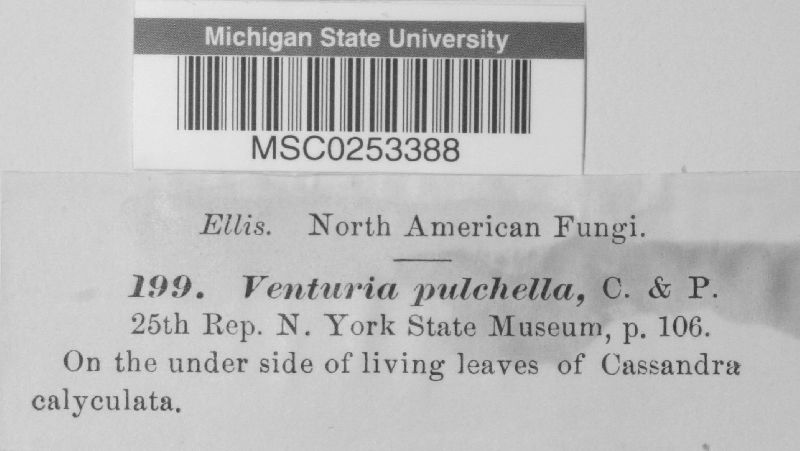 Michigan State University
MSC0253388
Ellis. North American Fungi.
199. Venturia pulchella, C. & P.
25th Rep. N. York State Museum, p. 106.
On the under side of living leaves of Cassandra
calyculata.